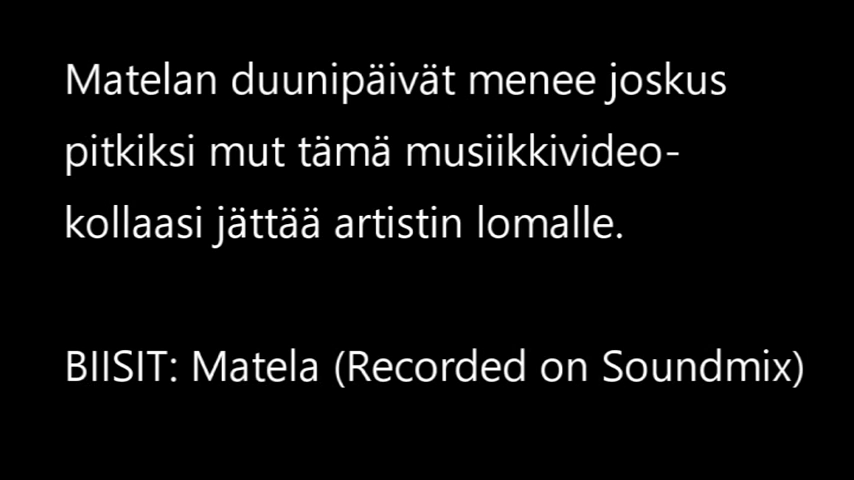 Matelan duunipäivät menee joskus
pitkiksi mut tämä musiikkivideo-
kollaasi jättää artistin lomalle.
BIISIT: Matela (Recorded on Soundmix)